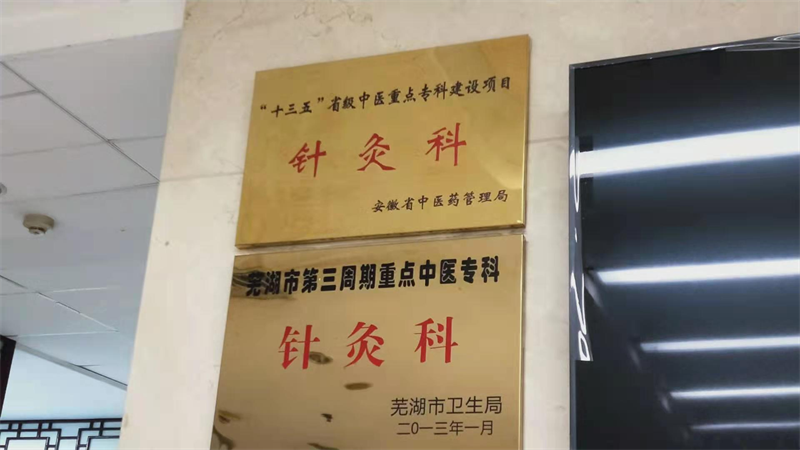 “十三五”省级中医重点专科建设项目
针灸科
安徽省中医药管理局
芜湖市第三周期重点中医专科
针灸科
芜湖市卫生局
二〇一三年一月